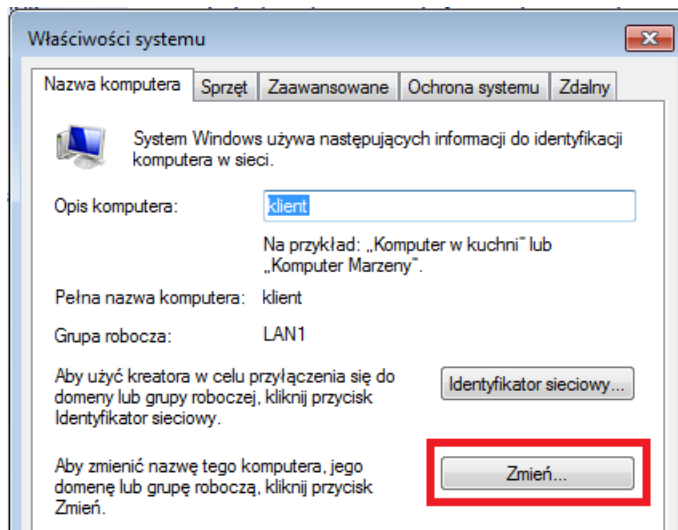 Właściwości systemu
Nazwa komputera Sprzęt Zaawansowane Ochrona systemu Zdalny
System Windows używa następujących informacji do identyfikacji
komputera w sieci.
Opis komputera: klient
Na przykład: „Komputer w kuchni” lub
„Komputer Marzeny”.
Pełna nazwa komputera: klient
Grupa robocza: LAN1
Aby użyć kreatora w celu przyłączenia się do
domeny lub grupy roboczej, kliknij przycisk
Identyfikator sieciowy.
Identyfikator sieciowy...
Aby zmienić nazwę tego komputera, jego
domenę lub grupę roboczą, kliknij przycisk
Zmień.
Zmień...